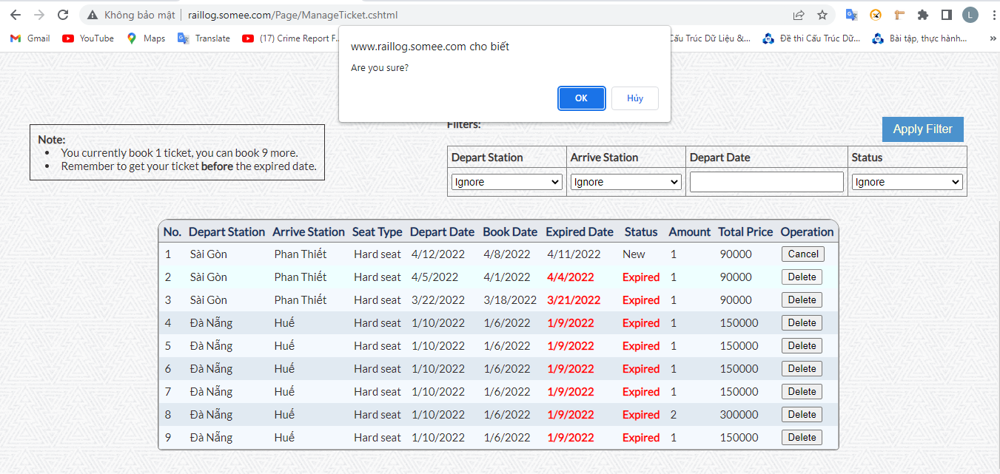 Không bảo mật | raillog.somee.com/Page/ManageTicket.cshtml
L
Gmail YouTube Maps Translate (17) Crime Report F... Cấu Trúc Dữ Liệu &... Đề thi Cấu Trúc Dữ... Bài tập, thực hành... »
www.raillog.somee.com cho biết
Are you sure?
OK Hủy
Note:
• You currently book 1 ticket, you can book 9 more.
• Remember to get your ticket before the expired date.
Filters:
Apply Filter
Depart Station Arrive Station Depart Date Status
Ignore Ignore Ignore
No. Depart Station Arrive Station Seat Type Depart Date Book Date Expired Date Status Amount Total Price Operation
1 Sài Gòn Phan Thiết Hard seat 4/12/2022 4/8/2022 4/11/2022 New 1 90000 Cancel
2 Sài Gòn Phan Thiết Hard seat 4/5/2022 4/1/2022 4/4/2022 Expired 1 90000 Delete
3 Sài Gòn Phan Thiết Hard seat 3/22/2022 3/18/2022 3/21/2022 Expired 1 90000 Delete
4 Đà Nẵng Huế Hard seat 1/10/2022 1/6/2022 1/9/2022 Expired 1 150000 Delete
5 Đà Nẵng Huế Hard seat 1/10/2022 1/6/2022 1/9/2022 Expired 1 150000 Delete
6 Đà Nẵng Huế Hard seat 1/10/2022 1/6/2022 1/9/2022 Expired 1 150000 Delete
7 Đà Nẵng Huế Hard seat 1/10/2022 1/6/2022 1/9/2022 Expired 1 150000 Delete
8 Đà Nẵng Huế Hard seat 1/10/2022 1/6/2022 1/9/2022 Expired 2 300000 Delete
9 Đà Nẵng Huế Hard seat 1/10/2022 1/6/2022 1/9/2022 Expired 1 150000 Delete